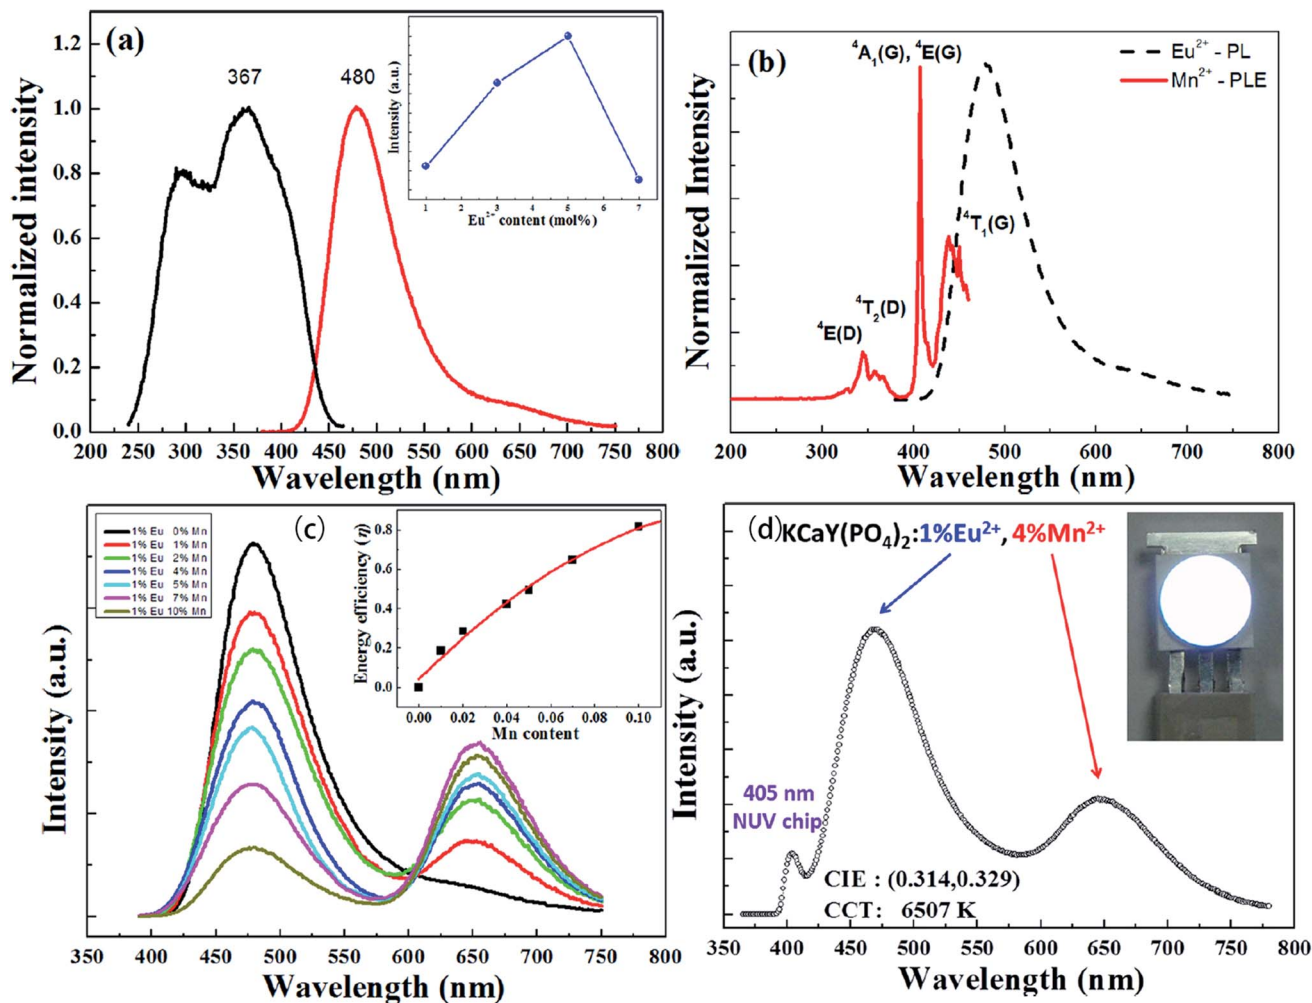 (a)
367
480
1.2
1.0
0.8
0.6
0.4
0.2
0.0
Normalized intensity
200 250 300 350 400 450 500 550 600 650 700 750 800
Wavelength (nm)
Intensity (a.u.)
1 2 3 4 5 6 7
Eu²⁺ content (mol%)
(b)
⁴A₁(G), ⁴E(G)
Eu²⁺ - PL
Mn²⁺ - PLE
⁴T₁(G)
⁴T₂(D)
⁴E(D)
Normalized Intensity
200 300 400 500 600 700 800
Wavelength (nm)
(c)
1% Eu 0% Mn
1% Eu 1% Mn
1% Eu 2% Mn
1% Eu 4% Mn
1% Eu 5% Mn
1% Eu 7% Mn
1% Eu 10% Mn
Energy efficiency (η)
0.8
0.6
0.4
0.2
0.0
0.00 0.02 0.04 0.06 0.08 0.10
Mn content
Intensity (a.u.)
350 400 450 500 550 600 650 700 750 800
Wavelength (nm)
(d) KCaY(PO₄)₂:1%Eu²⁺, 4%Mn²⁺
405 nm
NUV chip
CIE : (0.314,0.329)
CCT: 6507 K
Intensity (a.u.)
350 400 450 500 550 600 650 700 750 800
Wavelength (nm)